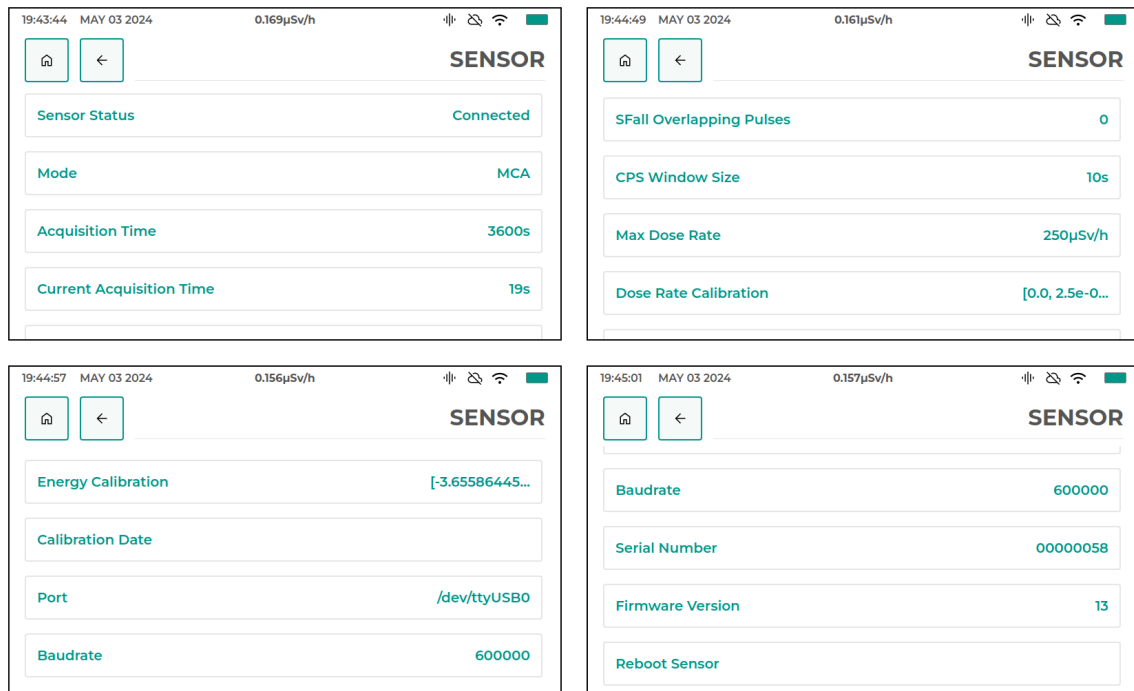 19:43:44 MAY 03 2024 0.169µSv/h
SENSOR
Sensor Status Connected
Mode MCA
Acquisition Time 3600s
Current Acquisition Time 19s
19:44:49 MAY 03 2024 0.161µSv/h
SENSOR
SFall Overlapping Pulses 0
CPS Window Size 10s
Max Dose Rate 250µSv/h
Dose Rate Calibration [0.0, 2.5e-0...
19:44:57 MAY 03 2024 0.156µSv/h
SENSOR
Energy Calibration [-3.65586445...
Calibration Date
Port /dev/ttyUSB0
Baudrate 600000
19:45:01 MAY 03 2024 0.157µSv/h
SENSOR
Baudrate 600000
Serial Number 00000058
Firmware Version 13
Reboot Sensor